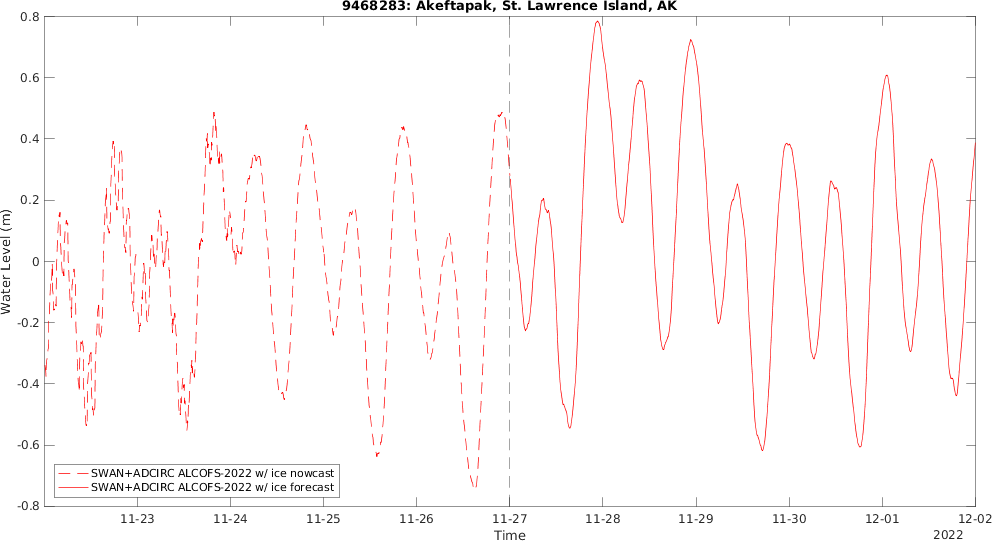 9468283: Akeftapak, St. Lawrence Island, AK
Water Level (m)
0.8
0.6
0.4
0.2
0
-0.2
-0.4
-0.6
-0.8
SWAN+ADCIRC ALCOFS-2022 w/ ice nowcast
SWAN+ADCIRC ALCOFS-2022 w/ ice forecast
11-23 11-24 11-25 11-26 11-27 11-28 11-29 11-30 12-01 12-02
Time
2022